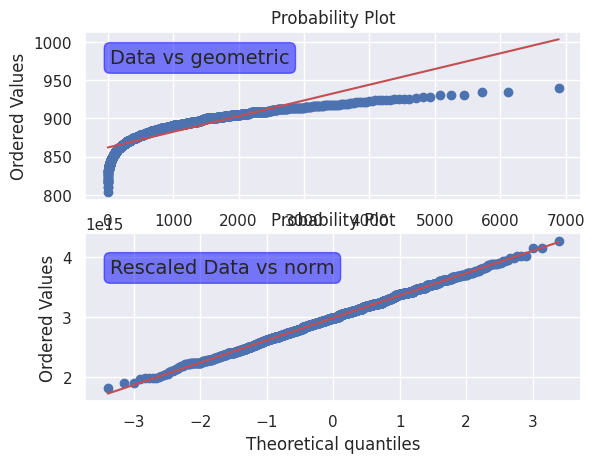 Probability Plot
Data vs geometric
Ordered Values
1000
950
900
850
800
0 1000 2000 3000 4000 5000 6000 7000
1e15
Probability Plot
Rescaled Data vs norm
Ordered Values
4
3
2
−3 −2 −1 0 1 2 3
Theoretical quantiles